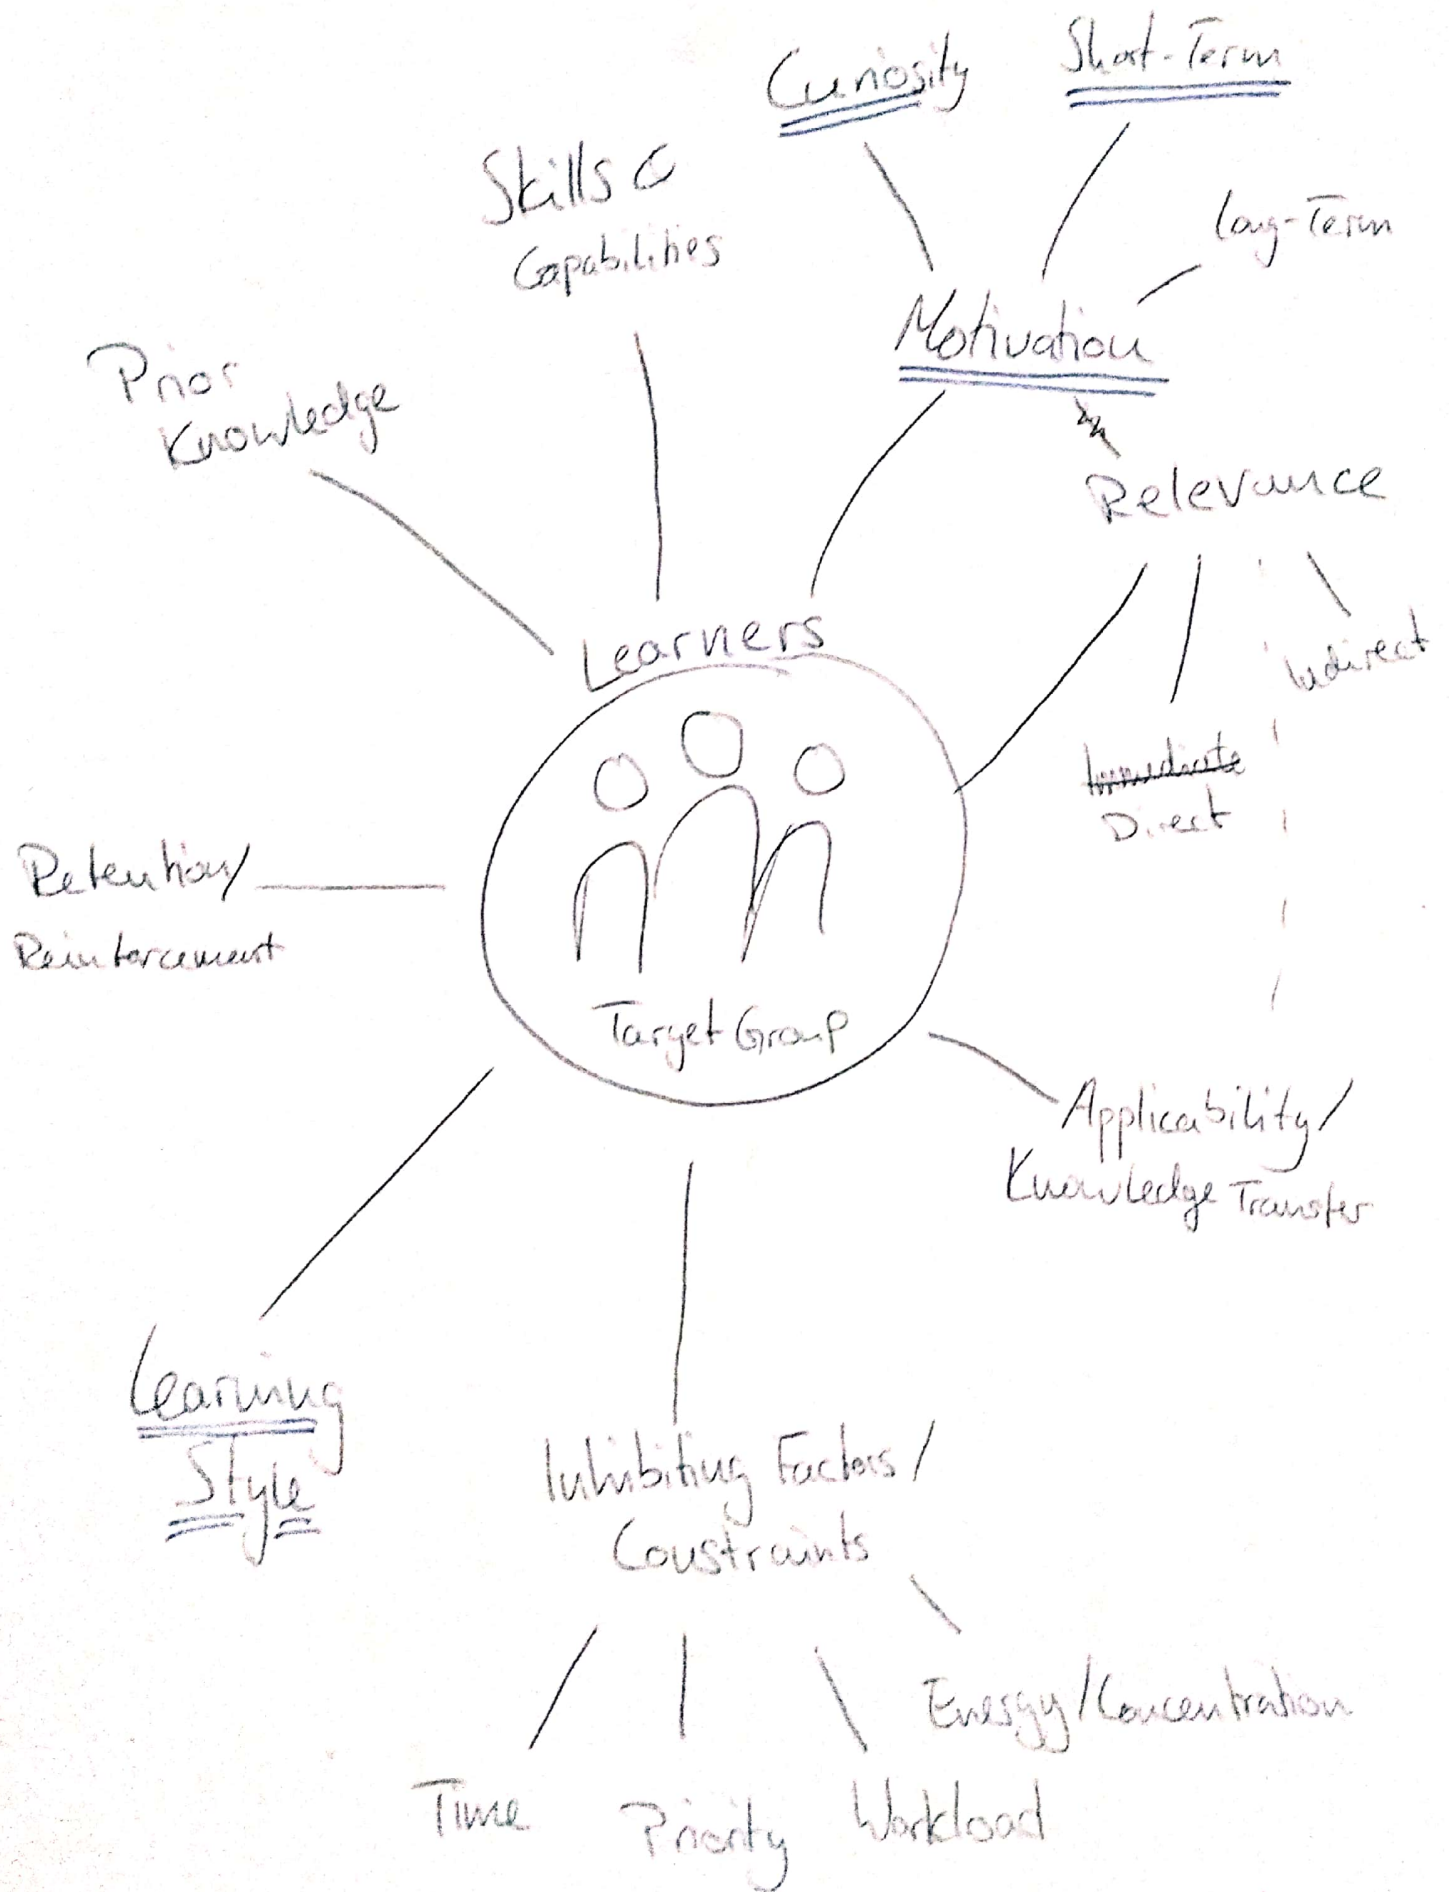 Curiosity
Short-Term
Skills &
Capabilities
Long-Term
Motivation
Prior
Knowledge
Relevance
Learners
Indirect
Immediate
Direct
Retention/
Reinforcement
Target Group
Applicability/
Knowledge Transfer
Learning
Style
Inhibiting Factors/
Constraints
Energy/Concentration
Time
Priority
Workload